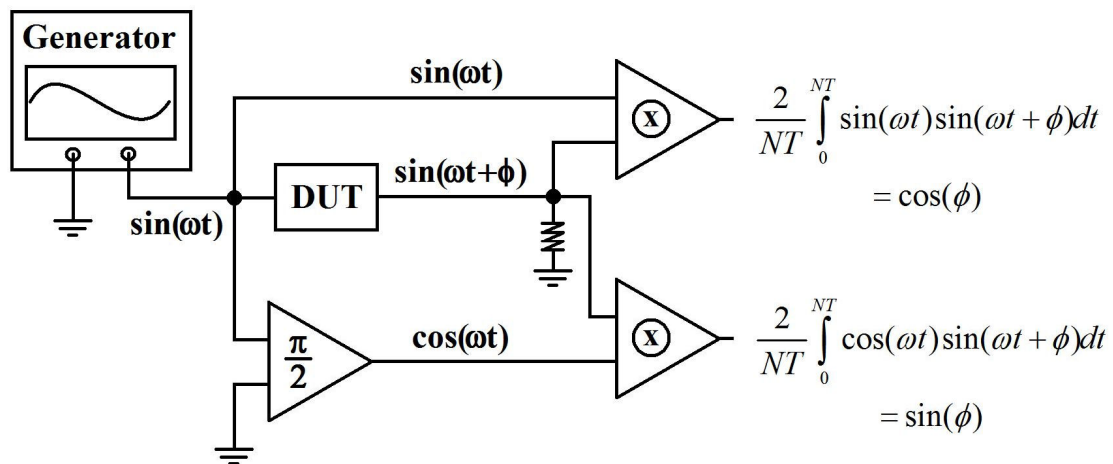 Generator
sin(ωt)
x
2/NT ∫₀^NT sin(ωt)sin(ωt + ϕ)dt
= cos(ϕ)
sin(ωt+ϕ)
DUT
sin(ωt)
π/2
cos(ωt)
x
2/NT ∫₀^NT cos(ωt)sin(ωt + ϕ)dt
= sin(ϕ)